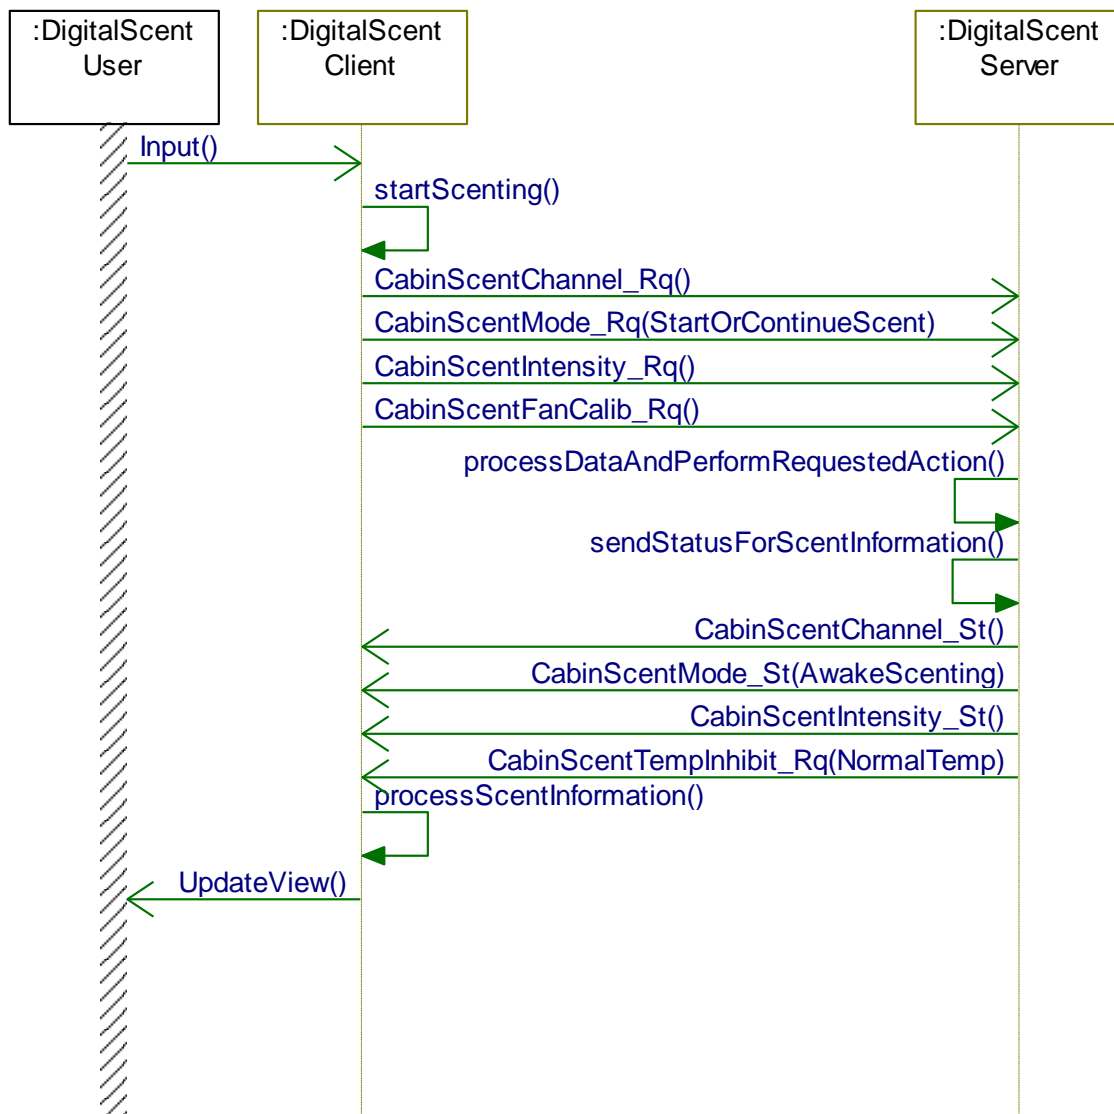 :DigitalScent
User
:DigitalScent
Client
:DigitalScent
Server
Input()
startScenting()
CabinScentChannel_Rq()
CabinScentMode_Rq(StartOrContinueScent)
CabinScentIntensity_Rq()
CabinScentFanCalib_Rq()
processDataAndPerformRequestedAction()
sendStatusForScentInformation()
CabinScentChannel_St()
CabinScentMode_St(AwakeScenting)
CabinScentIntensity_St()
CabinScentTempInhibit_Rq(NormalTemp)
processScentInformation()
UpdateView()